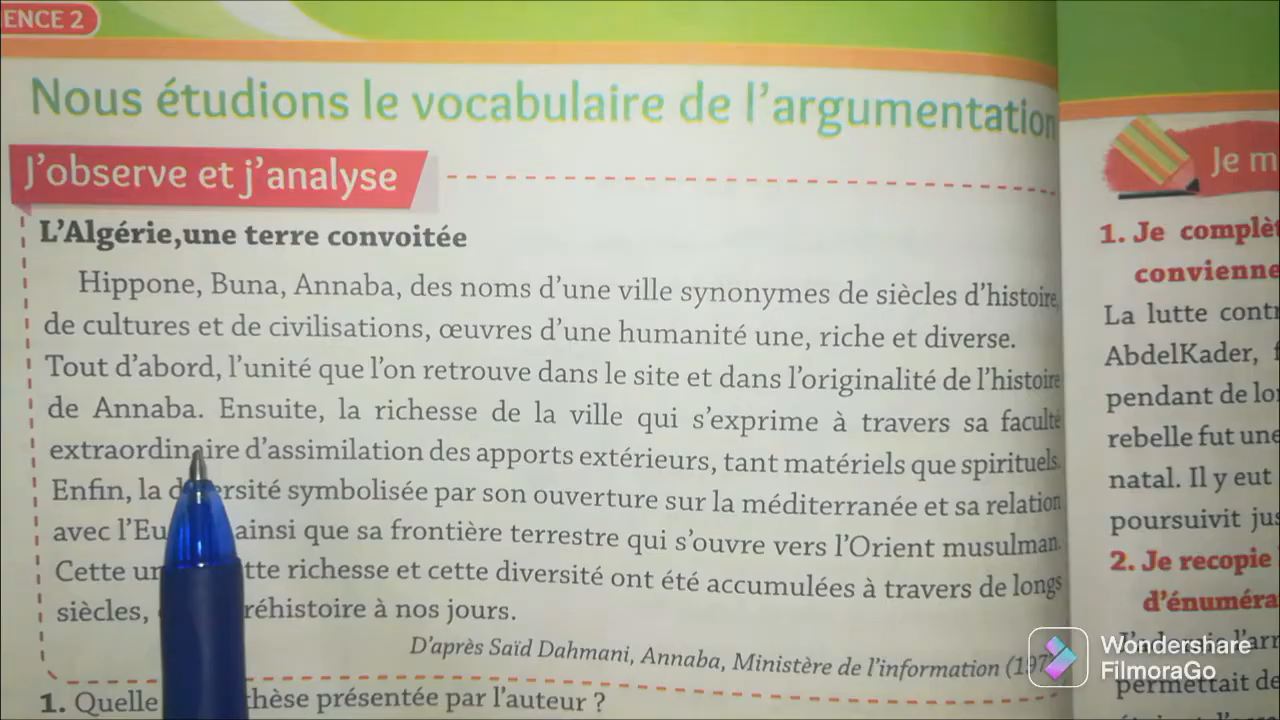 ENCE 2
Nous étudions le vocabulaire de l'argumentation
J'observe et j'analyse
L'Algérie,une terre convoitée
Hippone, Buna, Annaba, des noms d'une ville synonymes de siècles d'histoire,
de cultures et de civilisations, œuvres d'une humanité une, riche et diverse.
Tout d'abord, l'unité que l'on retrouve dans le site et dans l'originalité de l'histoire
de Annaba. Ensuite, la richesse de la ville qui s'exprime à travers sa faculté
extraordinaire d'assimilation des apports extérieurs, tant matériels que spirituels.
Enfin, la symbolisée par son ouverture sur la méditerranée et sa relation
avec ainsi que sa frontière terrestre qui s'ouvre vers l'Orient musulman.
Cette richesse et cette diversité ont été accumulées à travers de longs
siècles, à nos jours.
D'après Saïd Dahmani, Annaba, Ministère de l'information
1. Quelle thèse présentée par l'auteur ?
Je m
1. Je complèt
convienne
La lutte contr
AbdelKader,
pendant de lo
rebelle fut une
natal. Il y eut
poursuivit jus
2. Je recopie
d'énuméra
permettait de
Wondershare
FilmoraGo